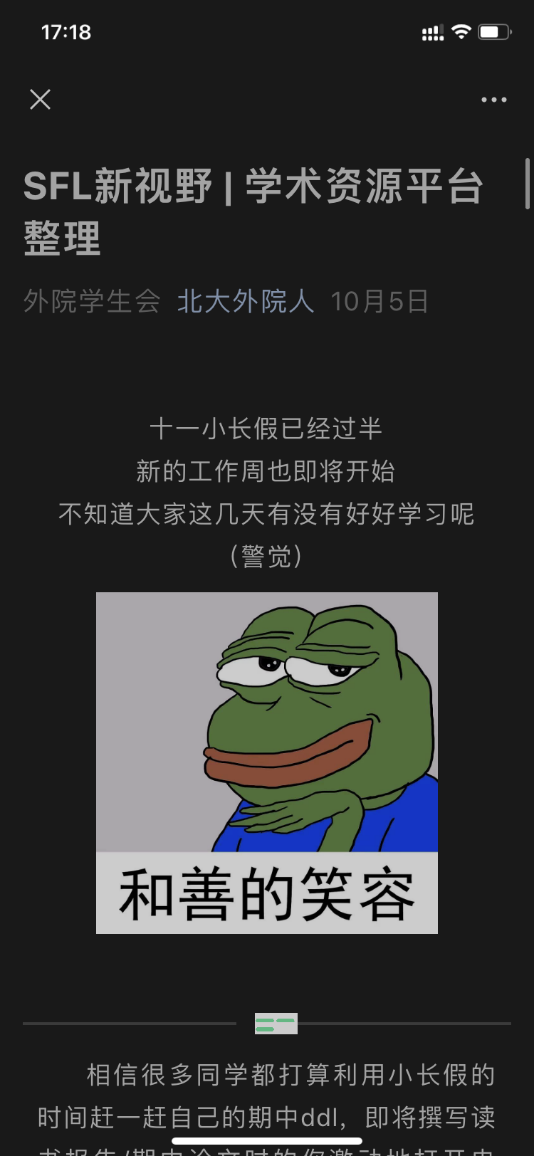 17:18
SFL新视野 | 学术资源平台
整理
外院学生会 北大外院人 10月5日
十一小长假已经过半
新的工作周也即将开始
不知道大家这几天有没有好好学习呢
（警觉）
和善的笑容
相信很多同学都打算利用小长假的
时间赶一赶自己的期中ddl，即将撰写读